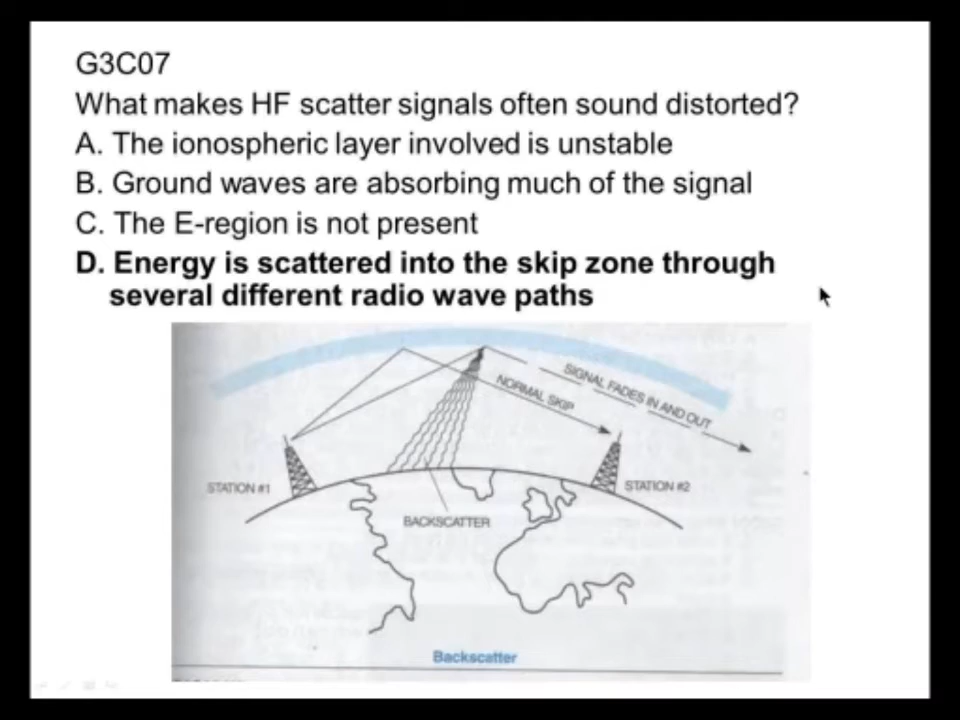 G3C07
What makes HF scatter signals often sound distorted?
A. The ionospheric layer involved is unstable
B. Ground waves are absorbing much of the signal
C. The E-region is not present
D. Energy is scattered into the skip zone through
several different radio wave paths
SIGNAL FADES IN AND OUT
NORMAL SKIP
STATION #1
STATION #2
BACKSCATTER
Backscatter